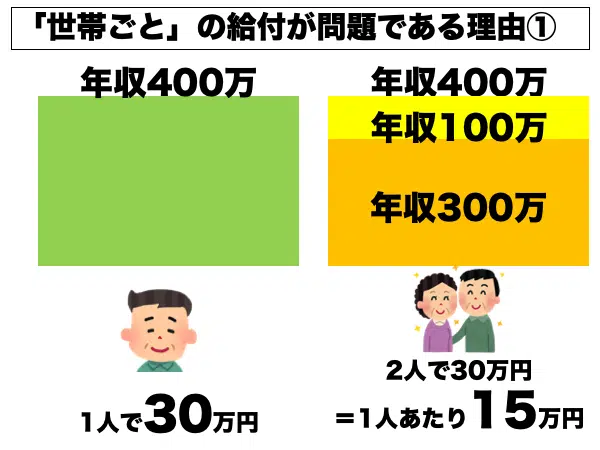 「世帯ごと」の給付が問題である理由①
年収400万
年収400万
年収100万
年収300万
1人で30万円
2人で30万円
＝1人あたり15万円